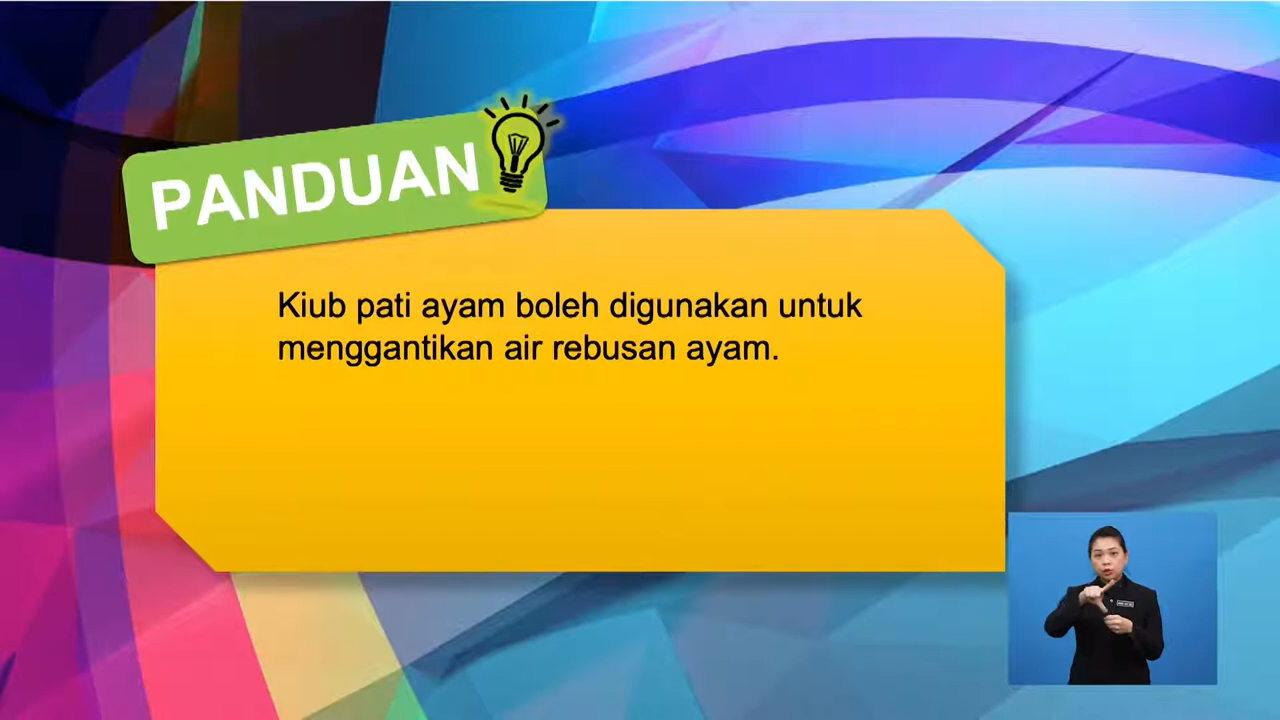 PANDUAN
Kiub pati ayam boleh digunakan untuk
menggantikan air rebusan ayam.